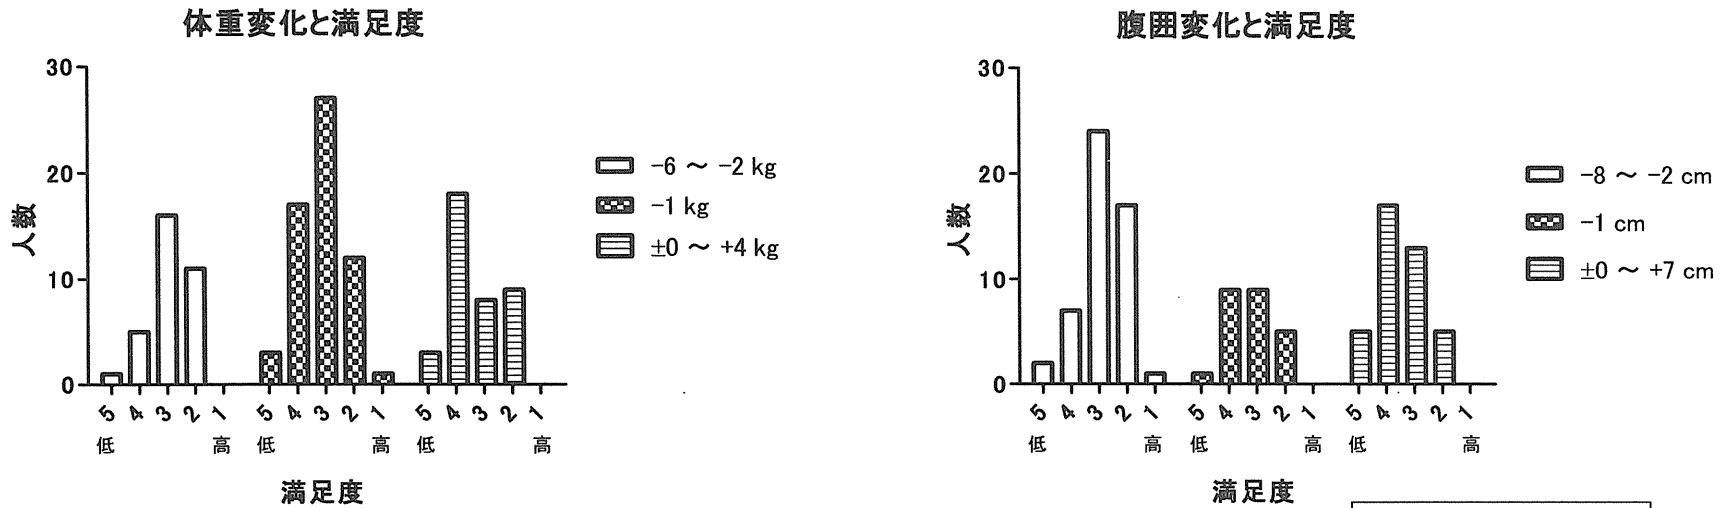 体重変化と満足度
30
20
10
0
人数
5 4 3 2 1 5 4 3 2 1 5 4 3 2 1
低 高 低 高 低 高
満足度
-6 ～ -2 kg
-1 kg
±0 ～ +4 kg
腹囲変化と満足度
30
20
10
0
人数
5 4 3 2 1 5 4 3 2 1 5 4 3 2 1
低 高 低 高 低 高
満足度
-8 ～ -2 cm
-1 cm
±0 ～ +7 cm